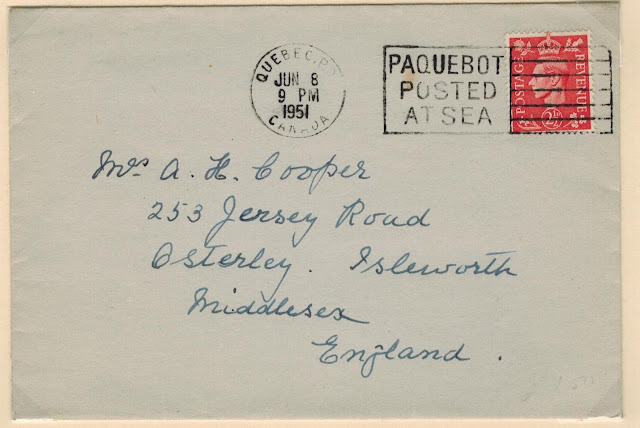 QUEBEC, P.Q.
JUN 8
9 PM
1951
CANADA
PAQUEBOT
POSTED
AT SEA
POSTAGE
REVENUE
Mrs A. H. Cooper
253 Jersey Road
Osterley. Isleworth
Middlesex
England.